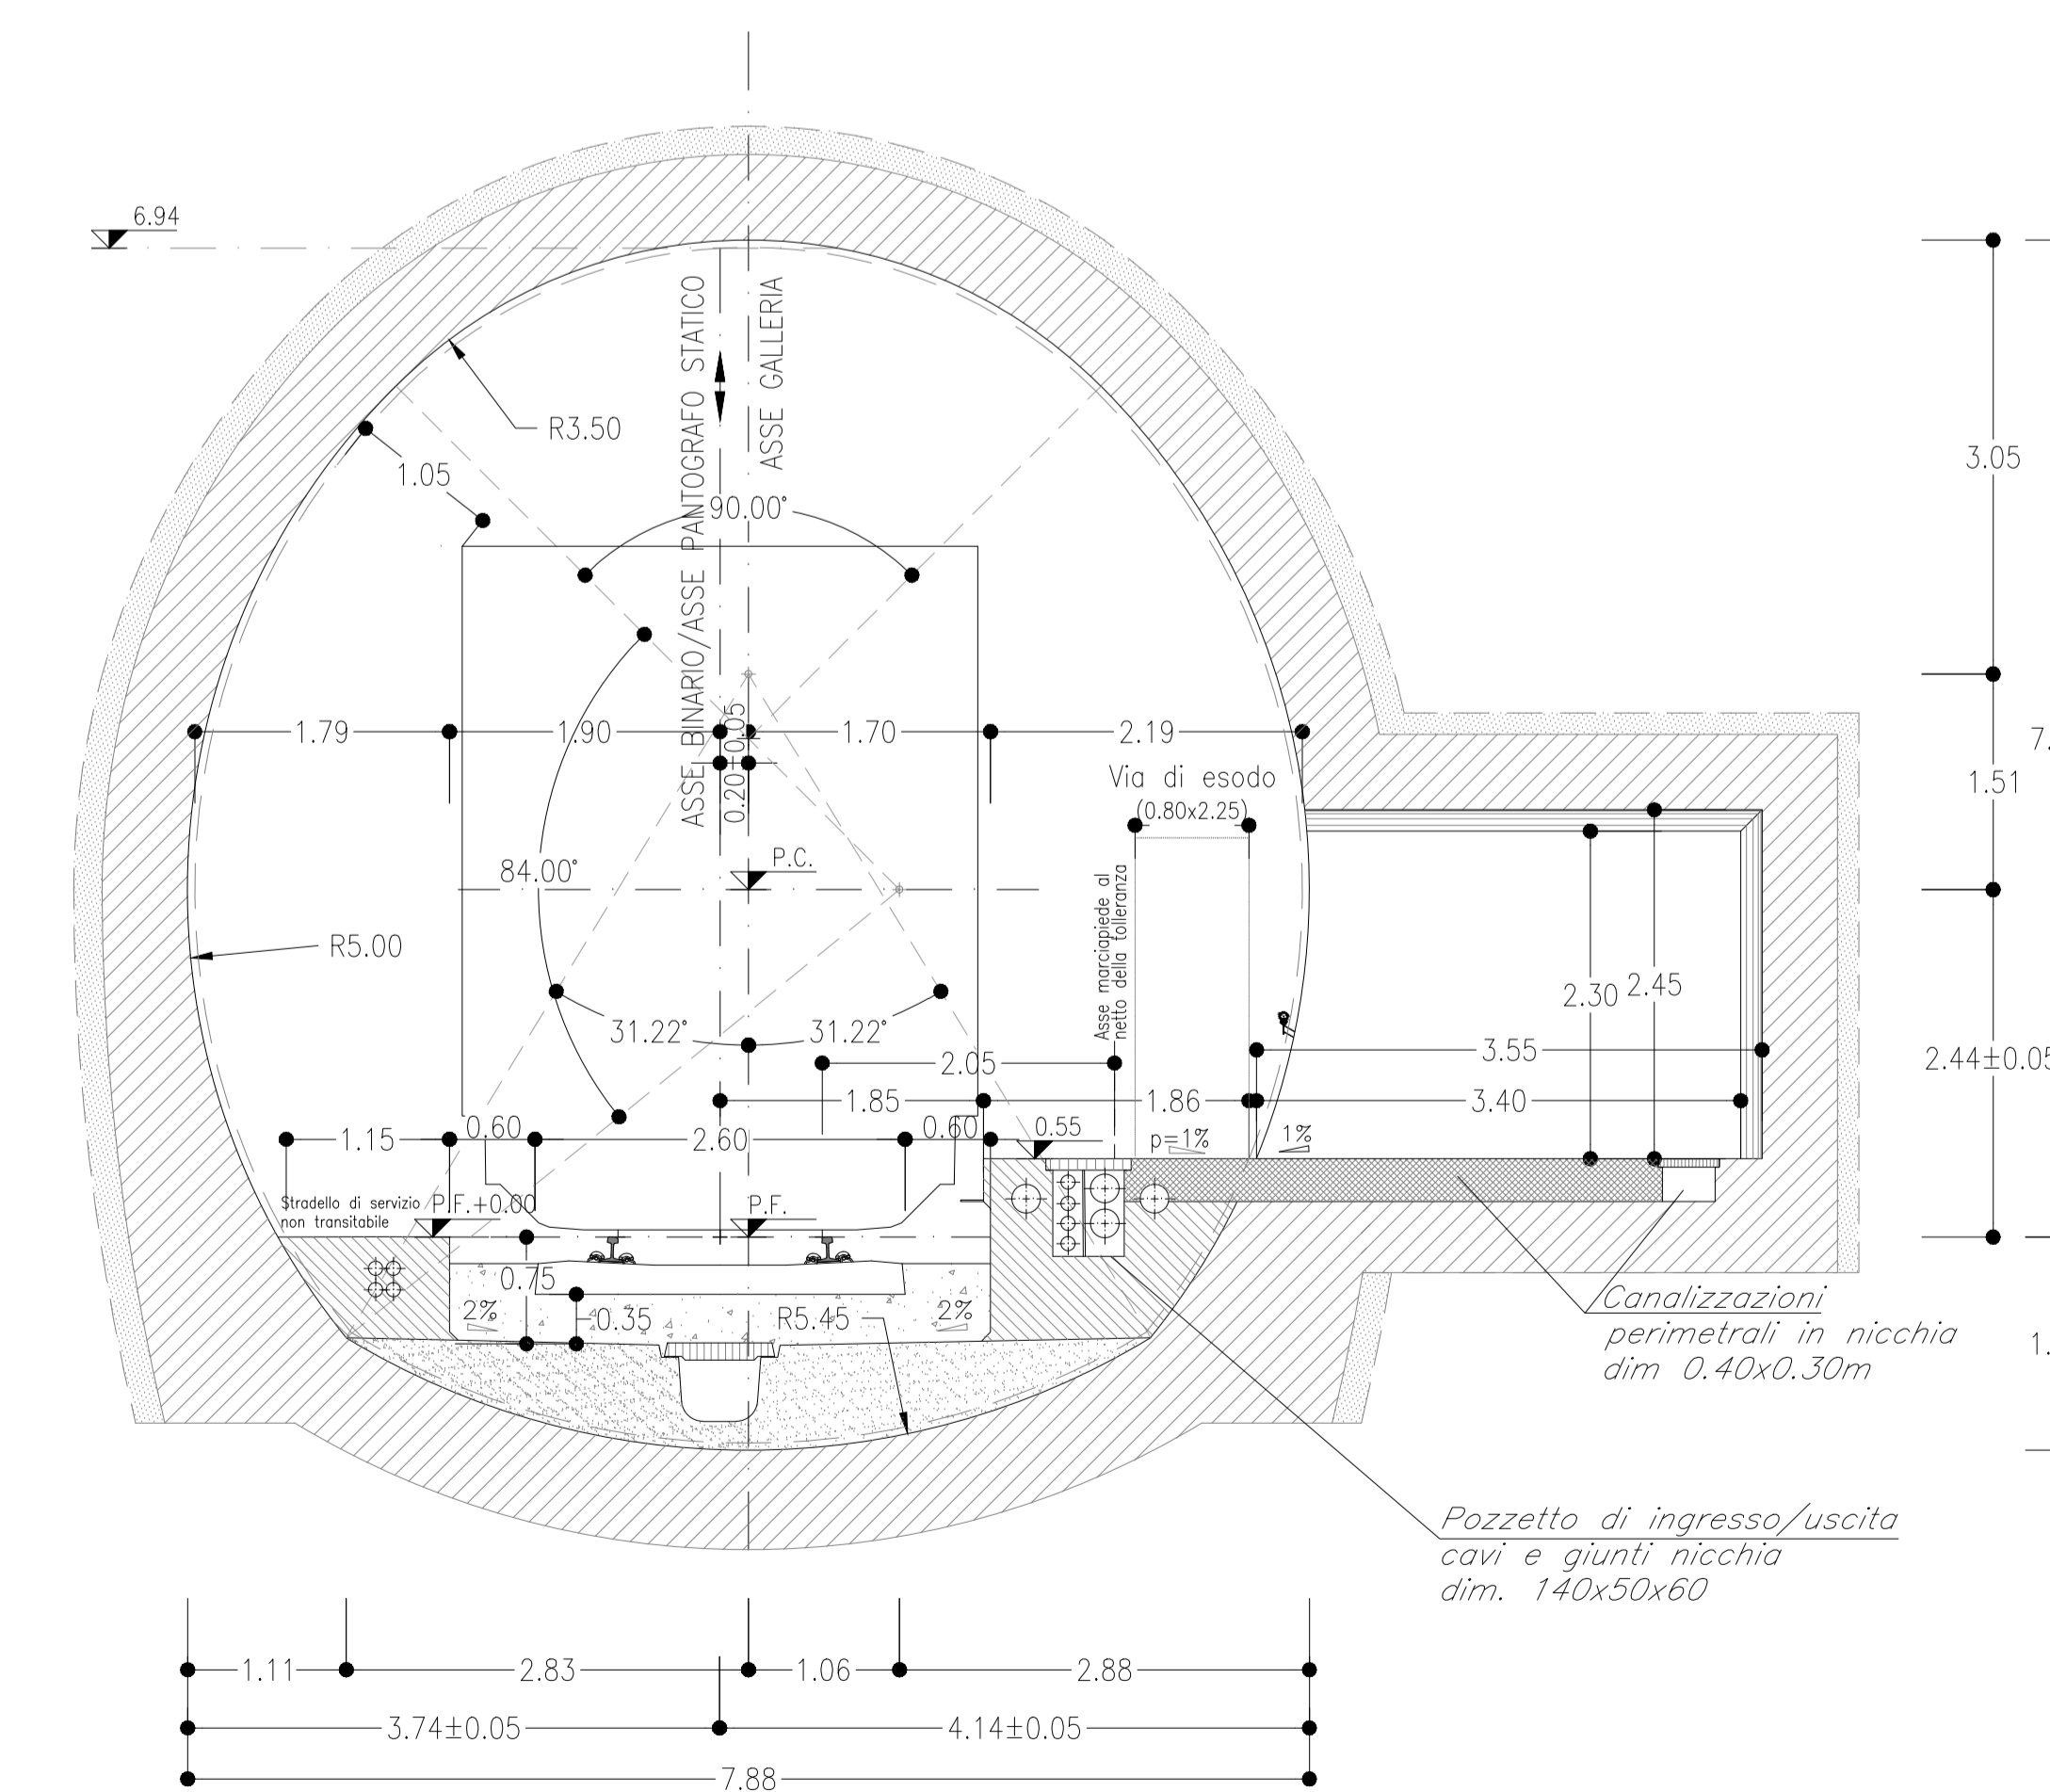 6.94
ASSE BINARIO/ASSE PANTOGRAFO STATICO
ASSE GALLERIA
R3.50
3.05
1.05
90.00°
1.79
1.90
0.20±0.05
1.70
2.19
7.
1.51
Via di esodo
(0.80x2.25)
P.C.
84.00°
Asse marciapiede al
netto della tolleranza
R5.00
2.30
2.45
31.22°
31.22°
2.05
3.55
2.44±0.05
1.85
1.86
3.40
1.15
0.60
2.60
0.60
0.55
p=1%
1%
Stradello di servizio
non transitabile
P.F.+0.00
P.F.
0.75
2%
0.35
R5.45
2%
Canalizzazioni
perimetrali in nicchia
dim 0.40x0.30m
1.
Pozzetto di ingresso/uscita
cavi e giunti nicchia
dim. 140x50x60
1.11
2.83
1.06
2.88
3.74±0.05
4.14±0.05
7.88